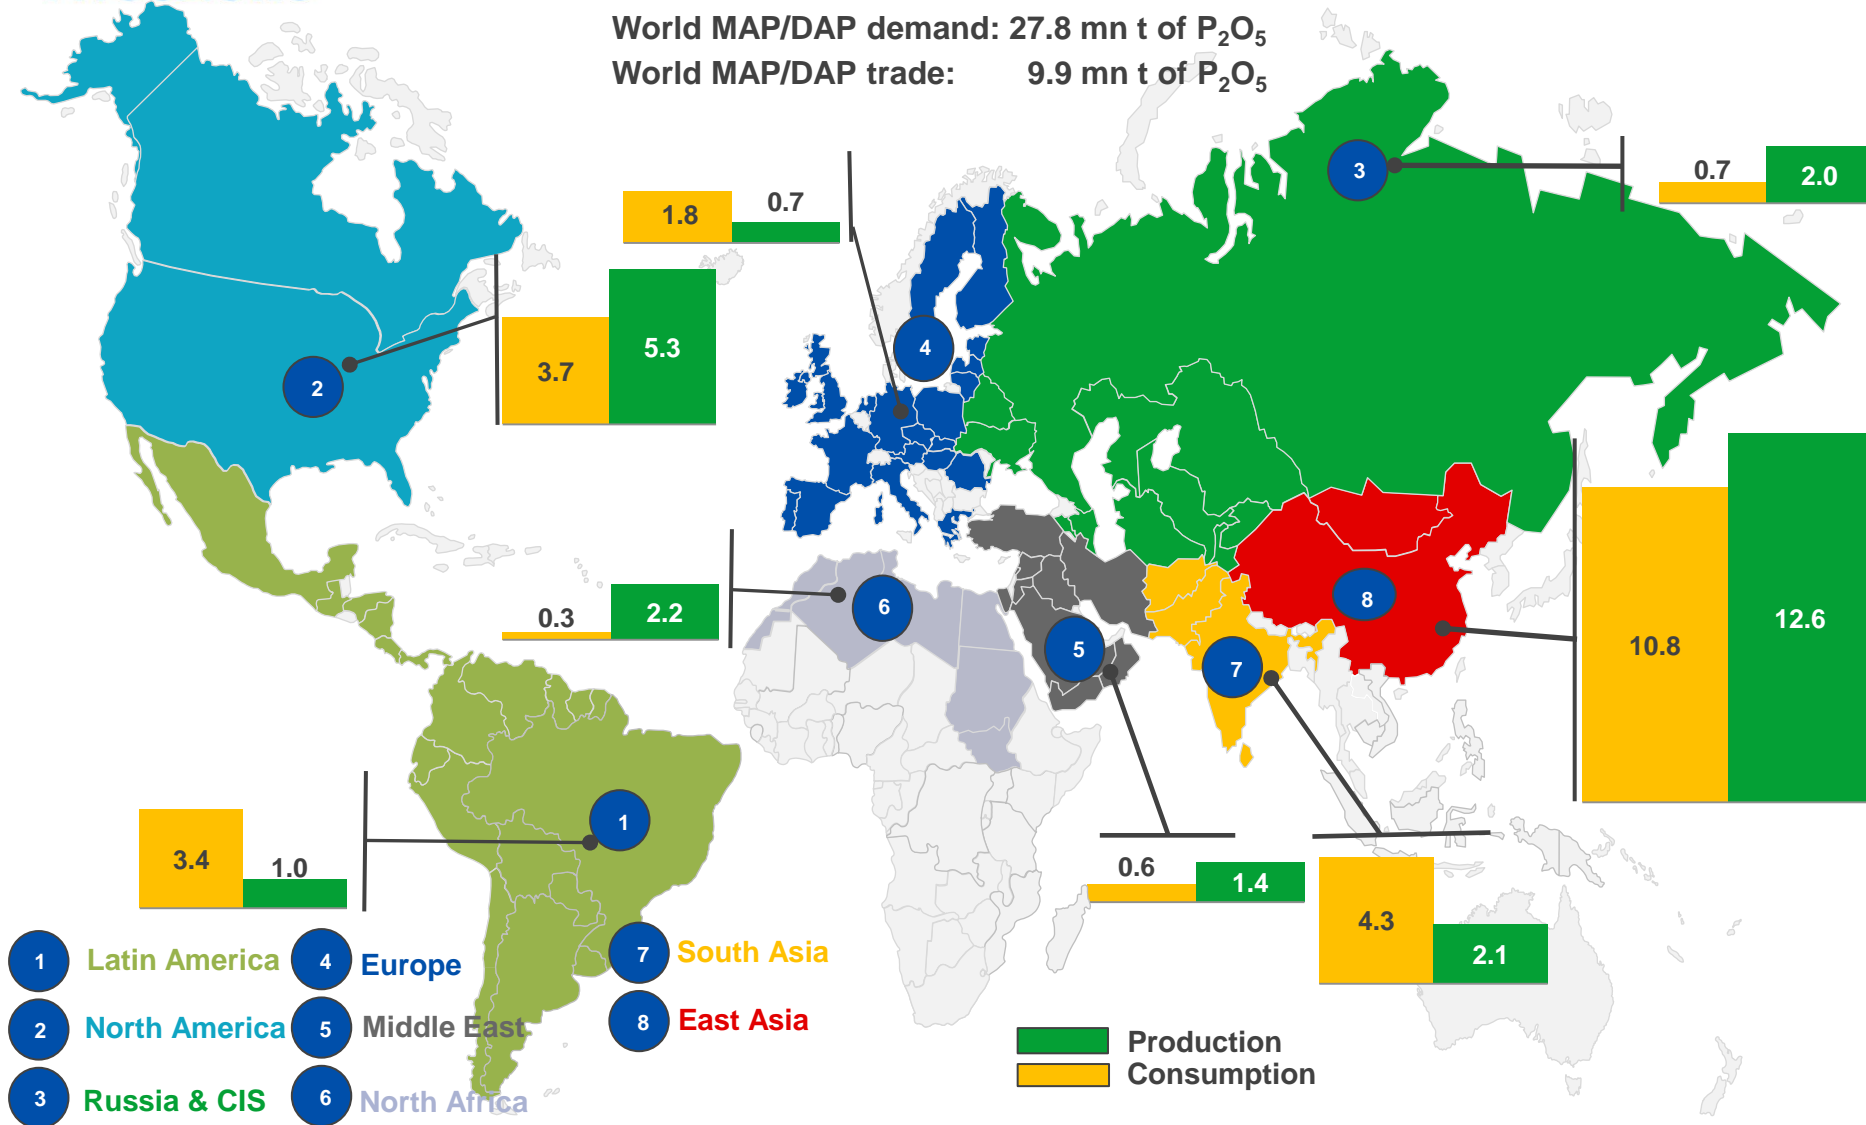 World MAP/DAP demand: 27.8 mn t of P₂O₅
World MAP/DAP trade: 9.9 mn t of P₂O₅
0.7
2.0
3
1.8
0.7
4
3.7
5.3
2
0.3
2.2
6
5
7
8
10.8
12.6
3.4
1.0
1
0.6
1.4
4.3
2.1
1 Latin America
2 North America
3 Russia & CIS
4 Europe
5 Middle East
6 North Africa
7 South Asia
8 East Asia
Production
Consumption